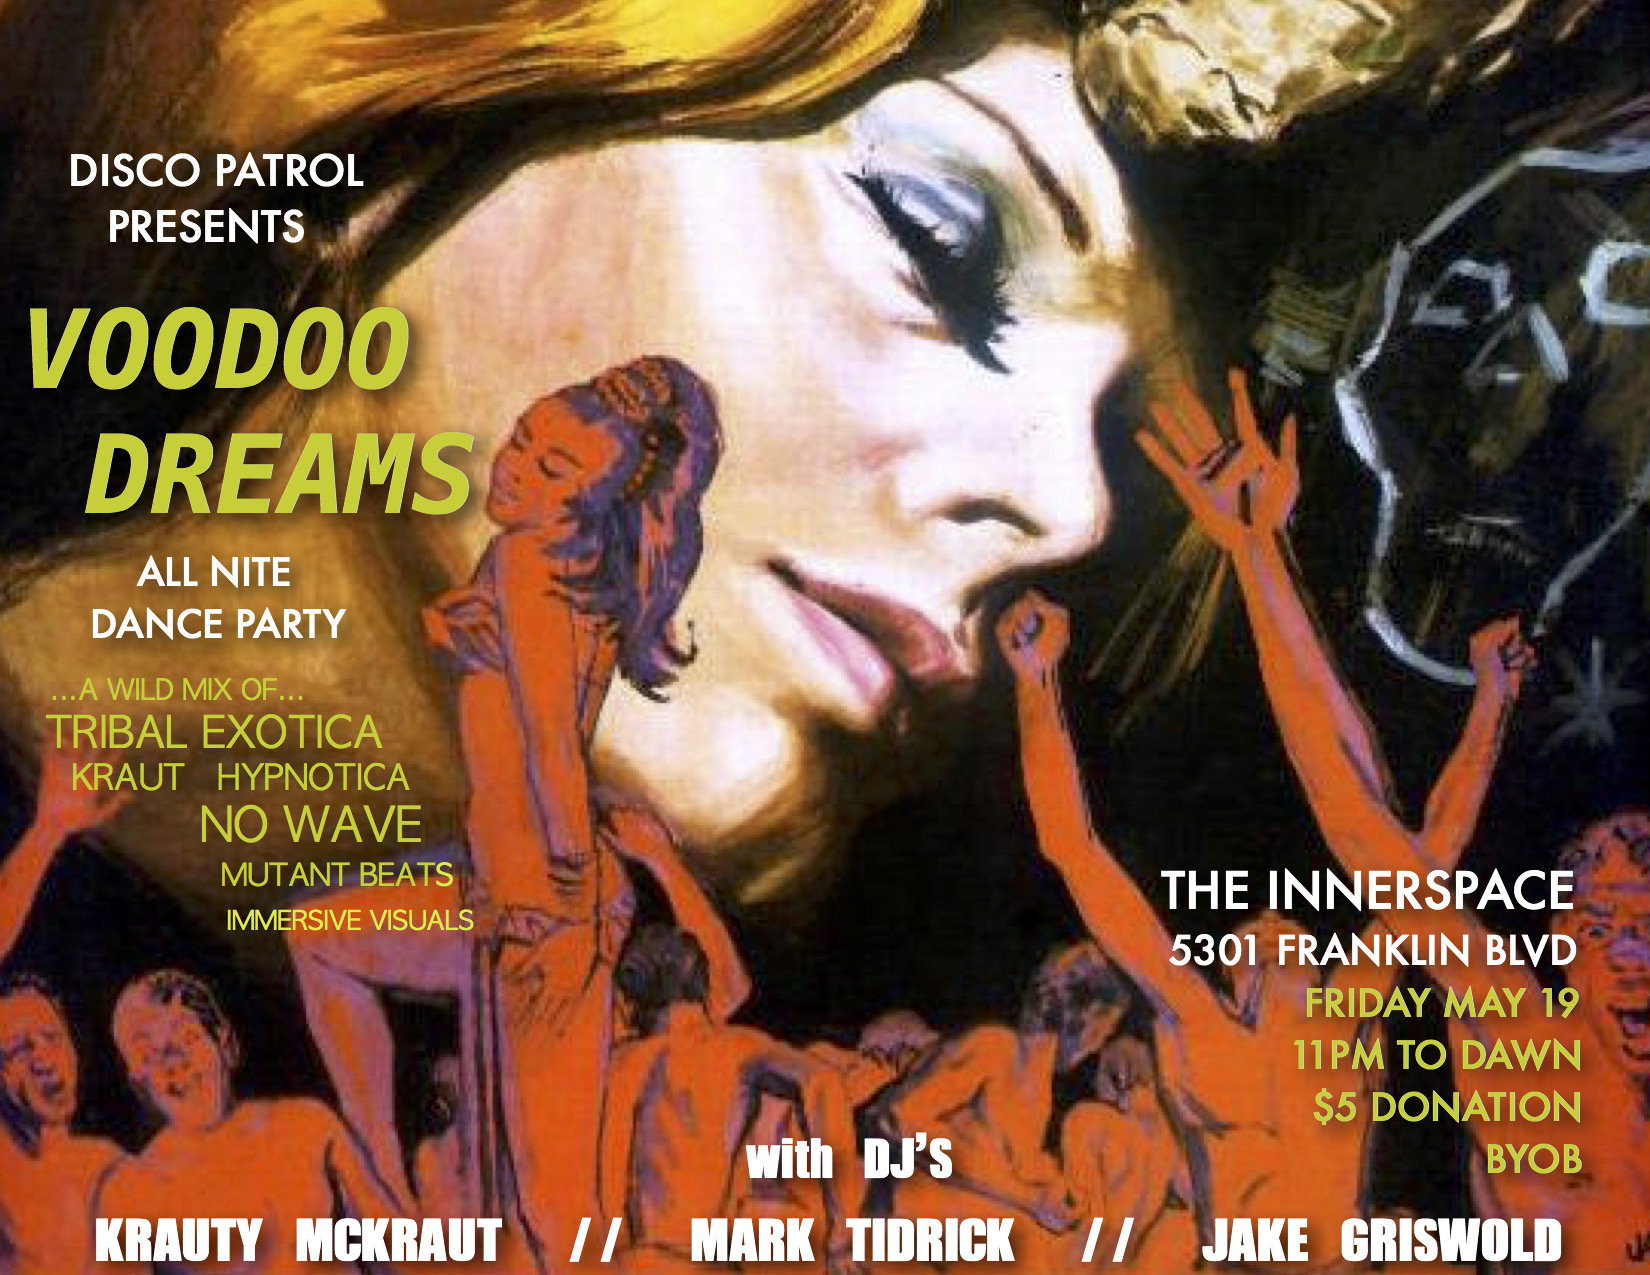 DISCO PATROL
PRESENTS
VOODOO
DREAMS
ALL NITE
DANCE PARTY
...A WILD MIX OF...
TRIBAL EXOTICA
KRAUT HYPNOTICA
NO WAVE
MUTANT BEATS
IMMERSIVE VISUALS
THE INNERSPACE
5301 FRANKLIN BLVD
FRIDAY MAY 19
11PM TO DAWN
$5 DONATION
BYOB
with DJ'S
KRAUTY MCKRAUT // MARK TIDRICK // JAKE GRISWOLD